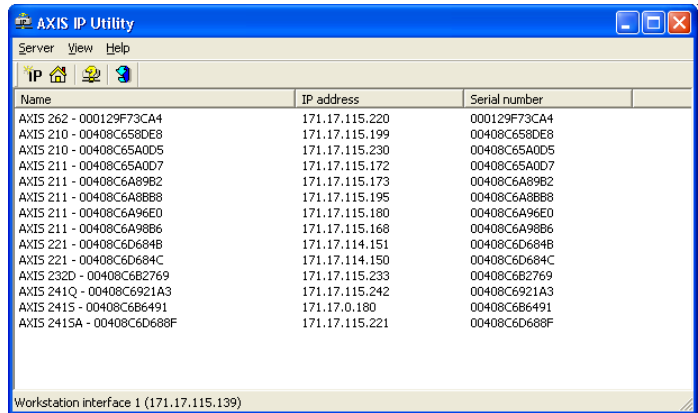 AXIS IP Utility
Server View Help
IP
Name IP address Serial number
AXIS 262 - 000129F73CA4 171.17.115.220 000129F73CA4
AXIS 210 - 00408C658DE8 171.17.115.199 00408C658DE8
AXIS 210 - 00408C65A0D5 171.17.115.230 00408C65A0D5
AXIS 211 - 00408C65A0D7 171.17.115.172 00408C65A0D7
AXIS 211 - 00408C6A89B2 171.17.115.173 00408C6A89B2
AXIS 211 - 00408C6A8BB8 171.17.115.195 00408C6A8BB8
AXIS 211 - 00408C6A96E0 171.17.115.180 00408C6A96E0
AXIS 211 - 00408C6A98B6 171.17.115.168 00408C6A98B6
AXIS 221 - 00408C6D684B 171.17.114.151 00408C6D684B
AXIS 221 - 00408C6D684C 171.17.114.150 00408C6D684C
AXIS 232D - 00408C6B2769 171.17.115.233 00408C6B2769
AXIS 241Q - 00408C6921A3 171.17.115.242 00408C6921A3
AXIS 241S - 00408C6B6491 171.17.0.180 00408C6B6491
AXIS 241SA - 00408C6D688F 171.17.115.221 00408C6D688F
Workstation interface 1 (171.17.115.139)